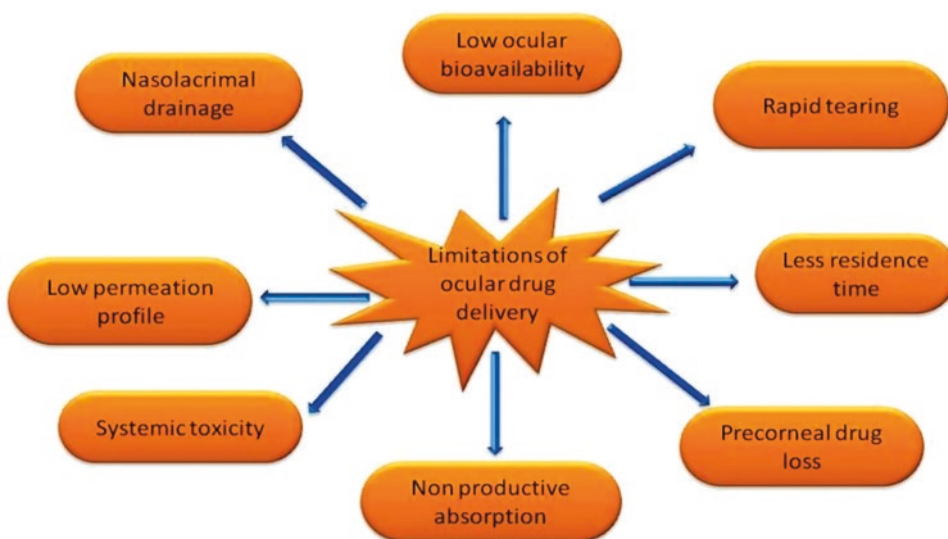 Low ocular
bioavailability
Nasolacrimal
drainage
Rapid tearing
Limitations of
ocular drug
delivery
Less residence
time
Low permeation
profile
Systemic toxicity
Precorneal drug
loss
Non productive
absorption